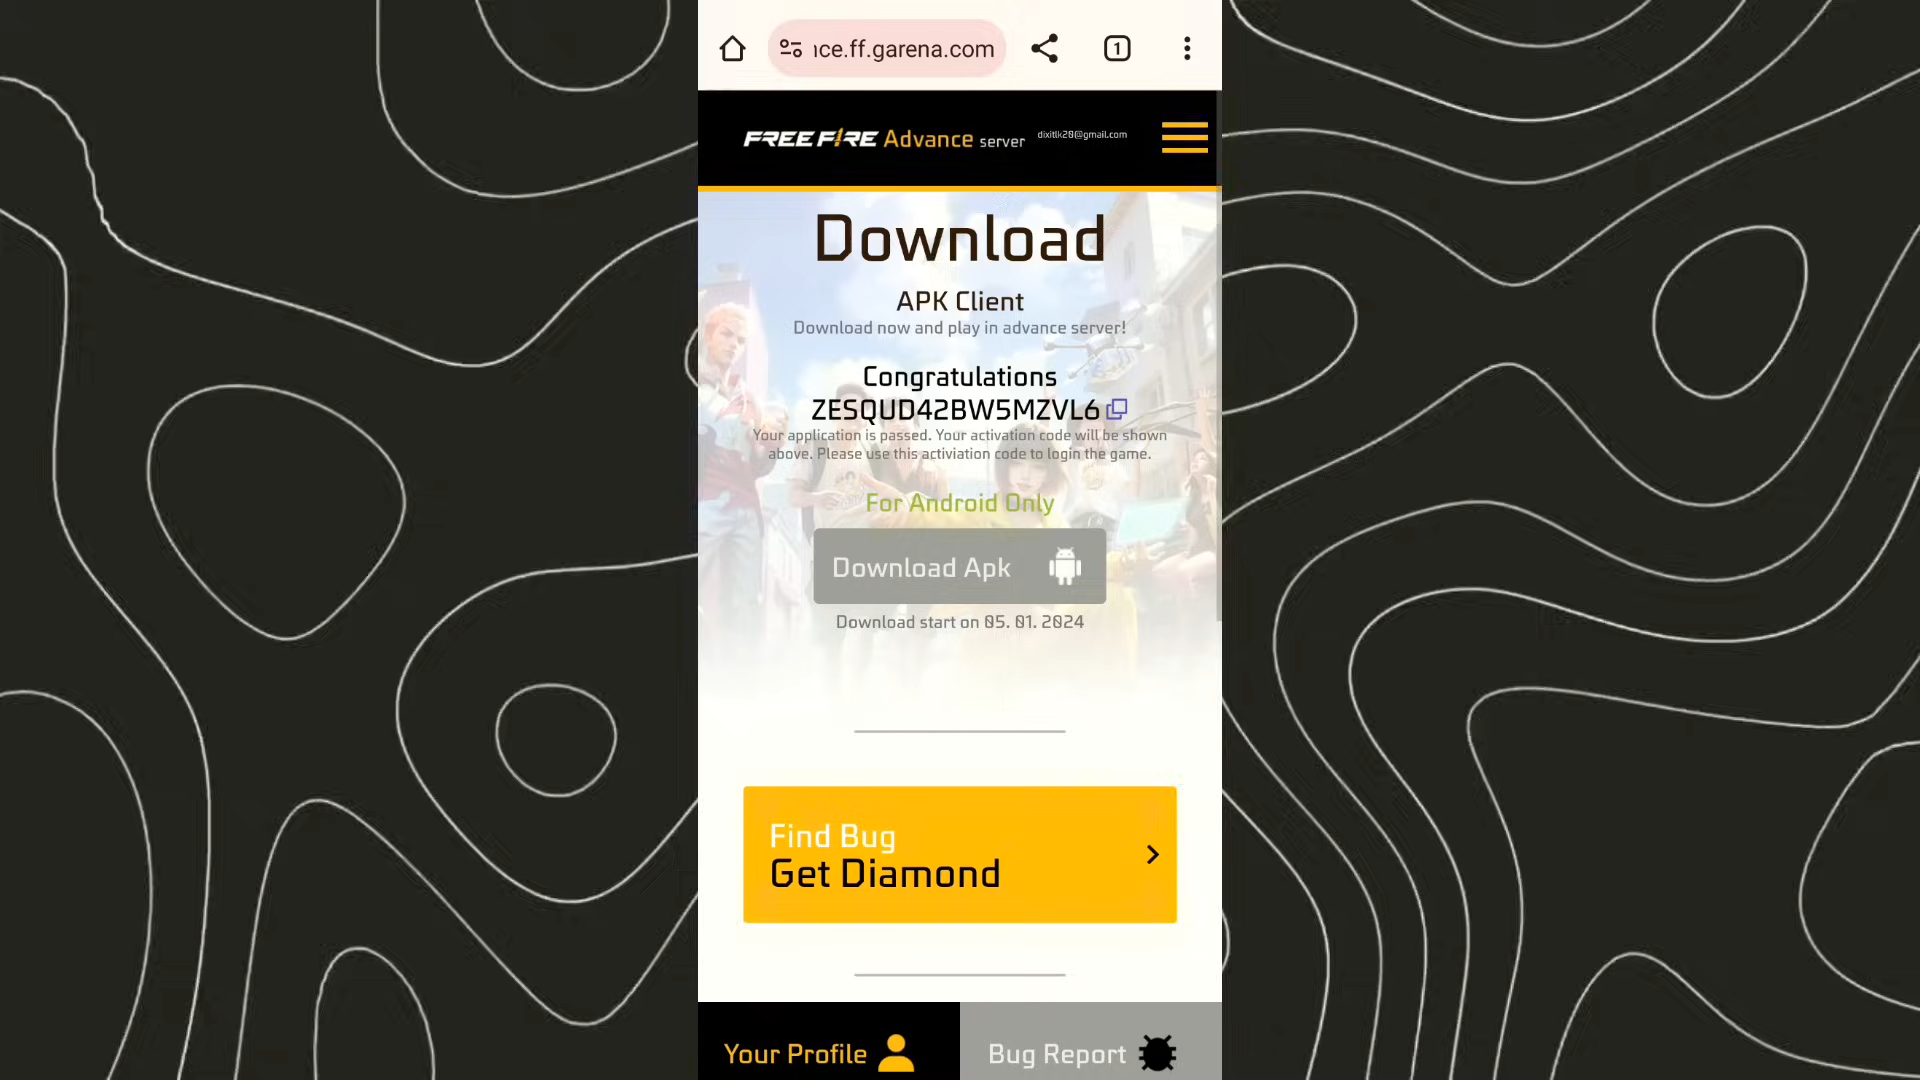 1
nce.ff.garena.com
FREE FIRE Advance server
dixitlk20@gmail.com
Download
APK Client
Download now and play in advance server!
Congratulations
ZESQUD42BW5MZVL6
Your application is passed. Your activation code will be shown
above. Please use this activiation code to login the game.
For Android Only
Download Apk
Download start on 05. 01. 2024
Find Bug
Get Diamond
Your Profile
Bug Report